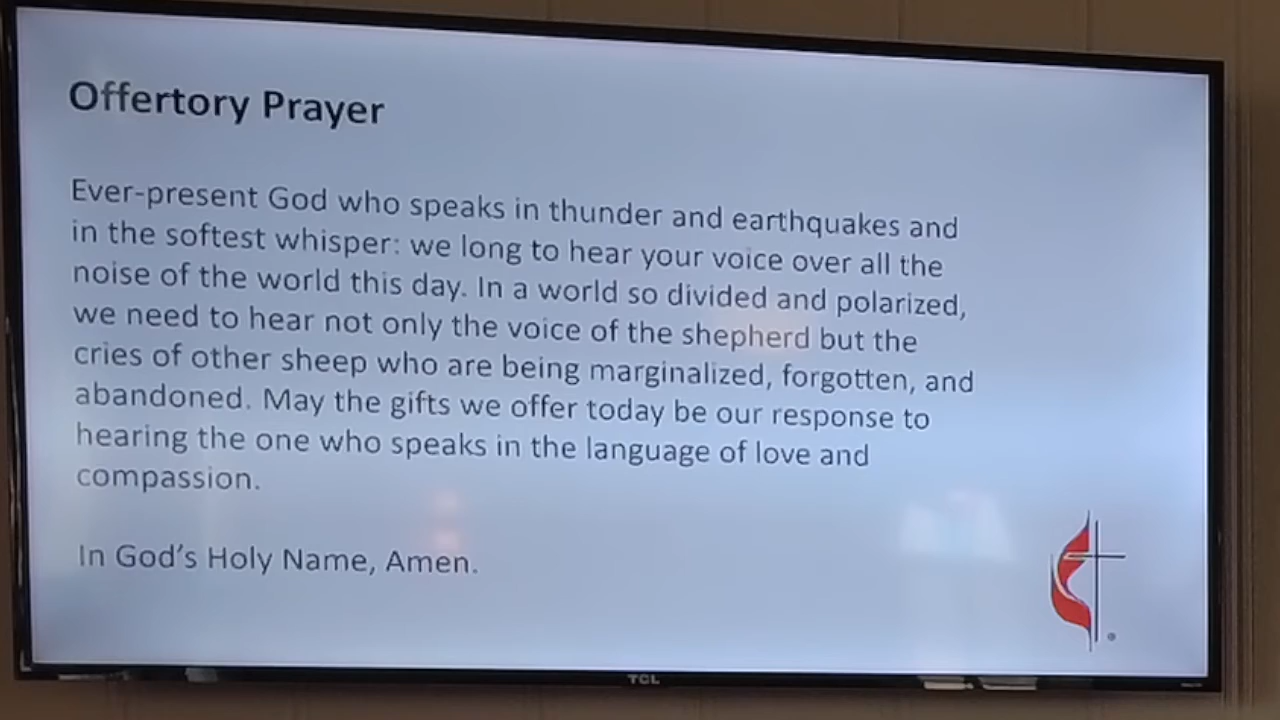 Offertory Prayer
Ever-present God who speaks in thunder and earthquakes and
in the softest whisper: we long to hear your voice over all the
noise of the world this day. In a world so divided and polarized,
we need to hear not only the voice of the shepherd but the
cries of other sheep who are being marginalized, forgotten, and
abandoned. May the gifts we offer today be our response to
hearing the one who speaks in the language of love and
compassion.
In God’s Holy Name, Amen.
®
TCL